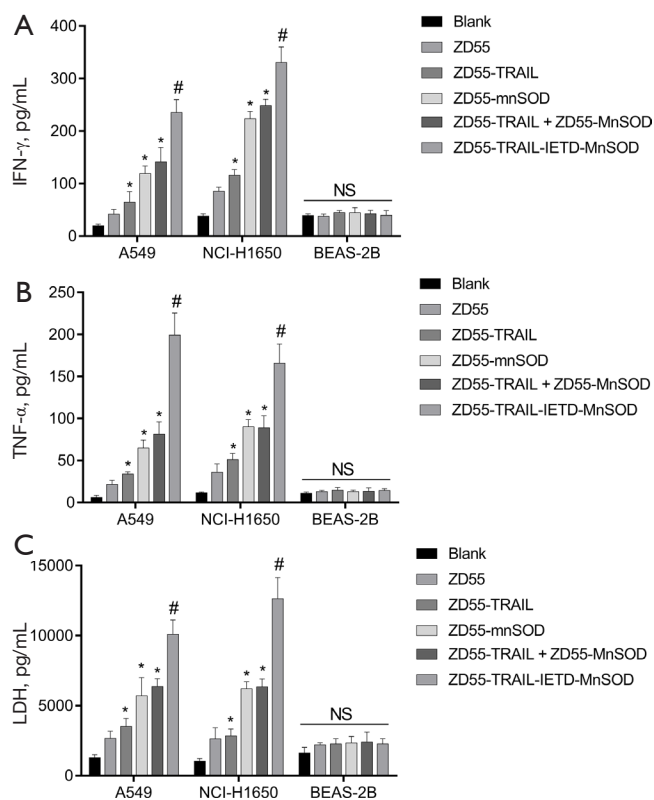 A
IFN-γ, pg/mL
400
300
200
100
0
# 
* * * *
#
* * *
NS
A549 NCI-H1650 BEAS-2B
Blank
ZD55
ZD55-TRAIL
ZD55-mnSOD
ZD55-TRAIL + ZD55-MnSOD
ZD55-TRAIL-IETD-MnSOD
B
TNF-α, pg/mL
250
200
150
100
50
0
#
* * *
#
* * *
NS
A549 NCI-H1650 BEAS-2B
Blank
ZD55
ZD55-TRAIL
ZD55-mnSOD
ZD55-TRAIL + ZD55-MnSOD
ZD55-TRAIL-IETD-MnSOD
C
LDH, pg/mL
15000
10000
5000
0
#
* * *
#
* * *
NS
A549 NCI-H1650 BEAS-2B
Blank
ZD55
ZD55-TRAIL
ZD55-mnSOD
ZD55-TRAIL + ZD55-MnSOD
ZD55-TRAIL-IETD-MnSOD